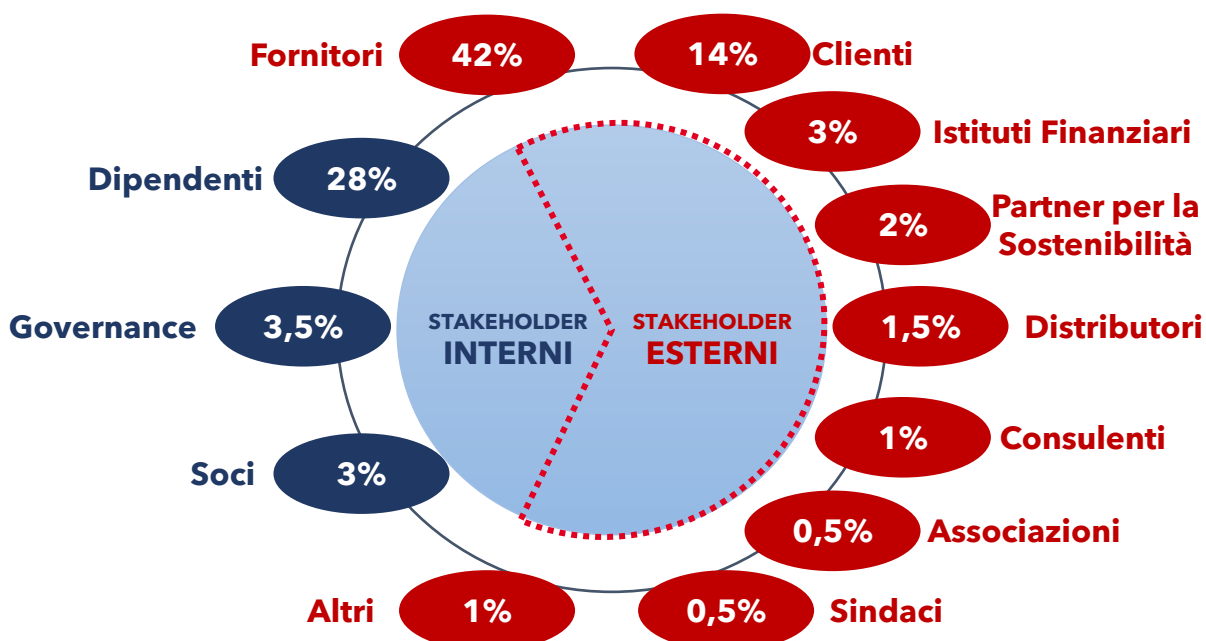 Fornitori
42%
14%
Clienti
3%
Istituti Finanziari
Dipendenti
28%
2%
Partner per la
Sostenibilità
Governance
3,5%
STAKEHOLDER
INTERNI
STAKEHOLDER
ESTERNI
1,5%
Distributori
1%
Consulenti
Soci
3%
0,5%
Associazioni
Altri
1%
0,5%
Sindaci